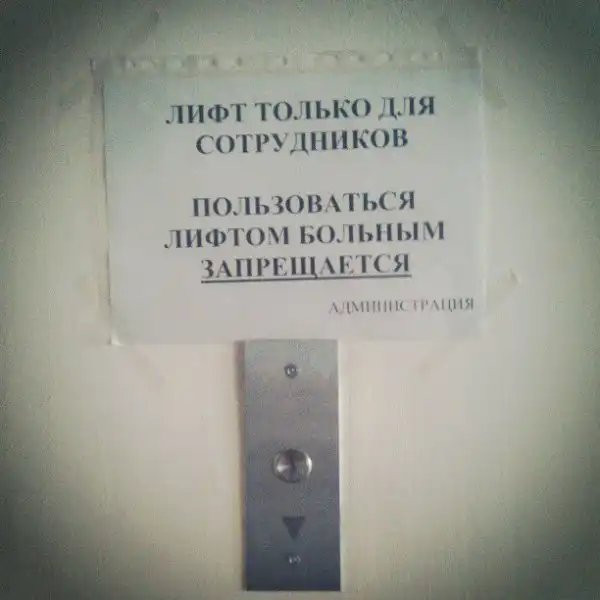 ЛИФТ ТОЛЬКО ДЛЯ
СОТРУДНИКОВ
ПОЛЬЗОВАТЬСЯ
ЛИФТОМ БОЛЬНЫМ
ЗАПРЕЩАЕТСЯ
АДМИНИСТРАЦИЯ